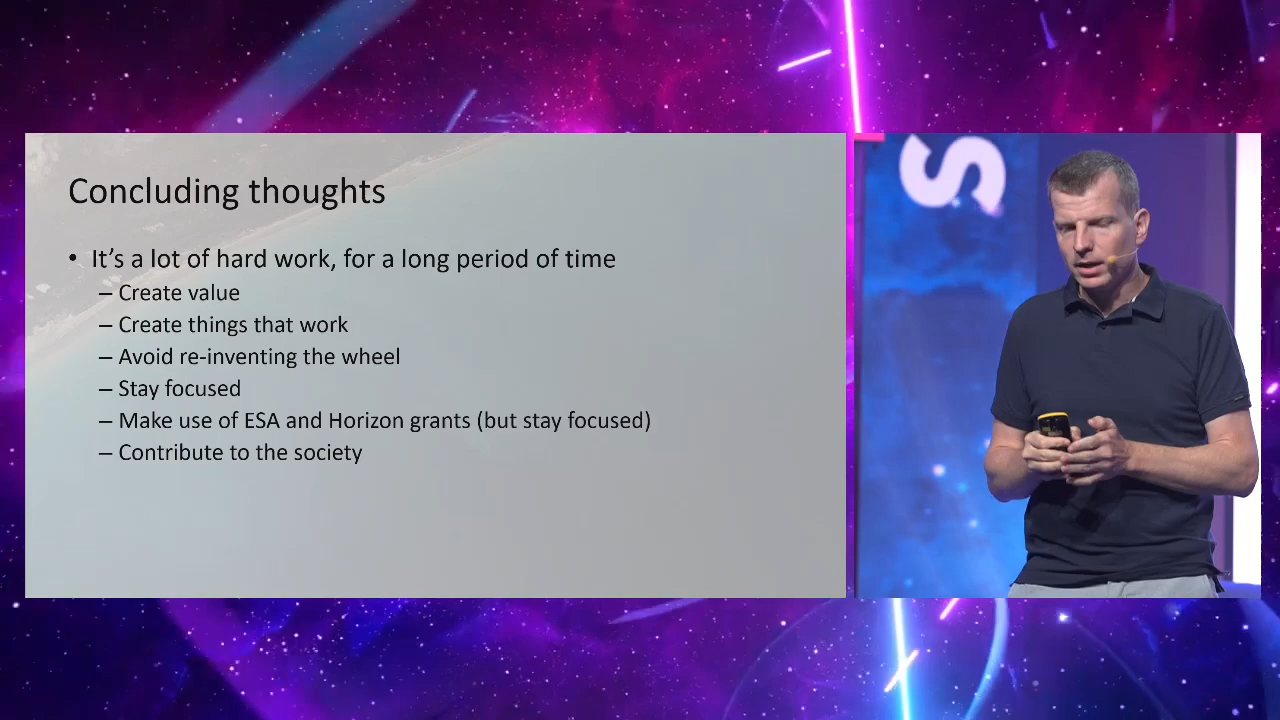 Concluding thoughts
• It's a lot of hard work, for a long period of time
– Create value
– Create things that work
– Avoid re-inventing the wheel
– Stay focused
– Make use of ESA and Horizon grants (but stay focused)
– Contribute to the society
S